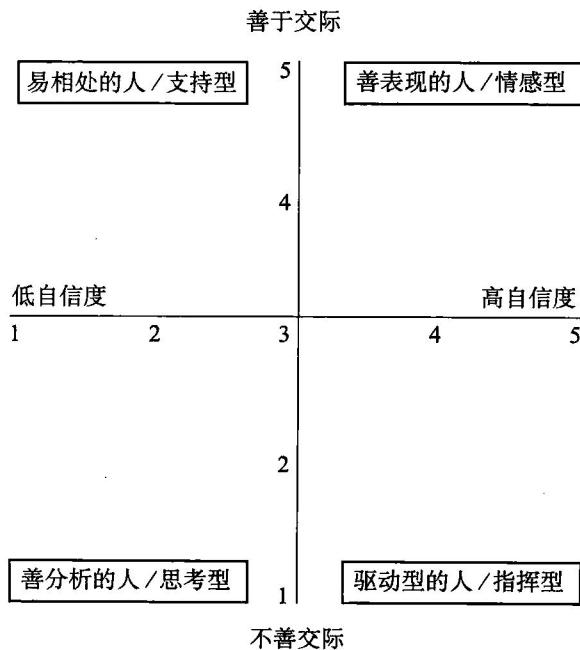 善于交际
易相处的人/支持型 5 善表现的人/情感型
4
低自信度 高自信度
1 2 3 4 5
2
善分析的人/思考型 1 驱动型的人/指挥型
不善交际